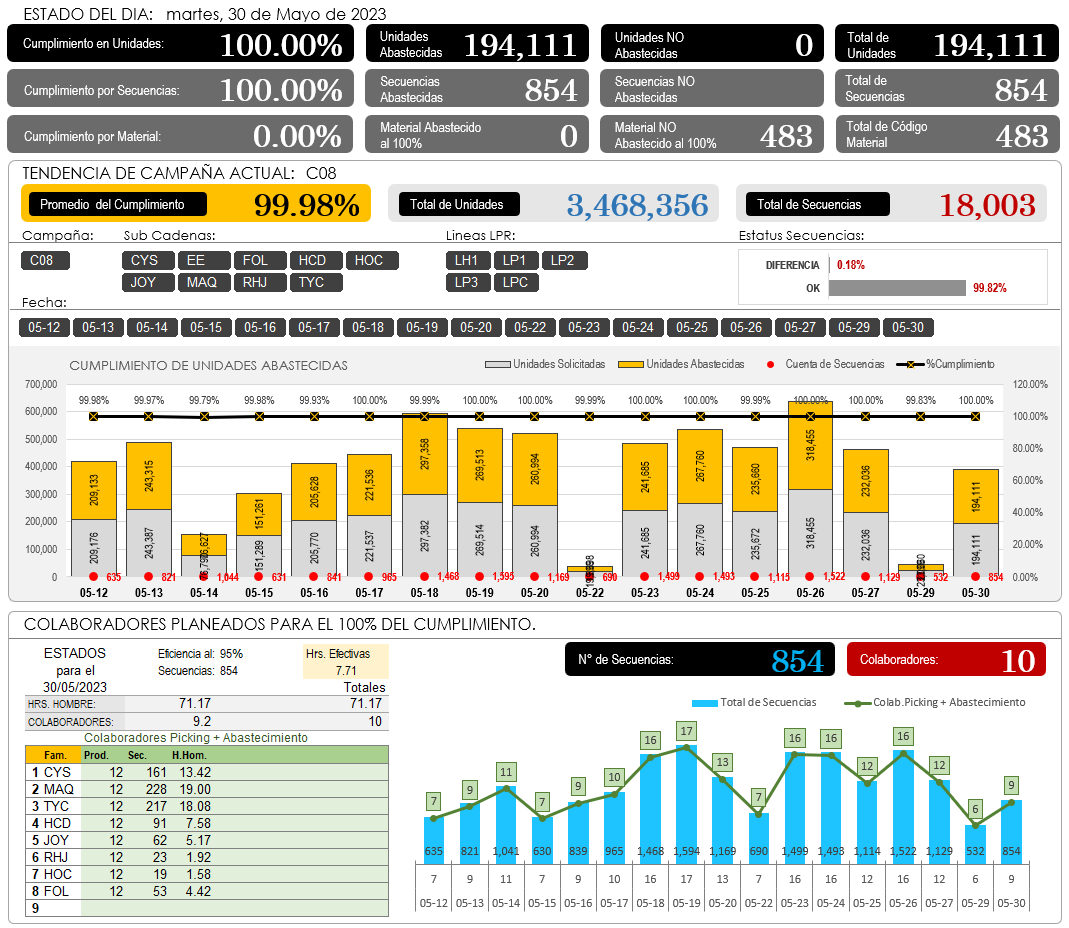 ESTADO DEL DIA: martes, 30 de Mayo de 2023
Cumplimiento en Unidades: 100.00% Unidades Abastecidas 194,111 Unidades NO Abastecidas 0 Total de Unidades 194,111
Cumplimiento por Secuencias: 100.00% Secuencias Abastecidas 854 Secuencias NO Abastecidas Total de Secuencias 854
Cumplimiento por Material: 0.00% Material Abastecido al 100% 0 Material NO Abastecido al 100% 483 Total de Código Material 483
TENDENCIA DE CAMPAÑA ACTUAL: C08
Promedio del Cumplimiento 99.98% Total de Unidades 3,468,356 Total de Secuencias 18,003
Campaña: Sub Cadenas: Lineas LPR: Estatus Secuencias:
C08 CYS EE FOL HCD HOC LH1 LP1 LP2
JOY MAQ RHJ TYC LP3 LPC
DIFERENCIA 0.18%
OK 99.82%
Fecha:
05-12 05-13 05-14 05-15 05-16 05-17 05-18 05-19 05-20 05-22 05-23 05-24 05-25 05-26 05-27 05-29 05-30
CUMPLIMIENTO DE UNIDADES ABASTECIDAS
Unidades Solicitadas Unidades Abastecidas Cuenta de Secuencias %Cumplimiento
700,000 600,000 500,000 400,000 300,000 200,000 100,000 0
120.00% 100.00% 80.00% 60.00% 40.00% 20.00% 0.00%
99.98% 99.97% 99.79% 99.98% 99.93% 100.00% 99.99% 100.00% 100.00% 99.99% 100.00% 100.00% 99.99% 100.00% 100.00% 99.83% 100.00%
209,133 243,315 76,627 151,261 205,628 221,536 297,358 269,513 260,994 241,685 267,760 235,660 318,455 232,036 194,111
209,176 243,387 151,289 205,770 221,537 297,382 269,514 260,994 241,685 267,760 235,672 318,455 232,036 194,111
635 821 1,044 631 841 965 1,468 1,595 1,169 690 1,499 1,493 1,115 1,522 1,129 532 854
05-12 05-13 05-14 05-15 05-16 05-17 05-18 05-19 05-20 05-22 05-23 05-24 05-25 05-26 05-27 05-29 05-30
COLABORADORES PLANEADOS PARA EL 100% DEL CUMPLIMIENTO.
ESTADOS Eficiencia al: 95% Hrs. Efectivas
para el Secuencias: 854 7.71
30/05/2023 Totales
HRS. HOMBRE: 71.17 71.17
COLABORADORES: 9.2 10
Colaboradores Picking + Abastecimiento
Fam. Prod. Sec. H.Hom.
1 CYS 12 161 13.42
2 MAQ 12 228 19.00
3 TYC 12 217 18.08
4 HCD 12 91 7.58
5 JOY 12 62 5.17
6 RHJ 12 23 1.92
7 HOC 12 19 1.58
8 FOL 12 53 4.42
9
N° de Secuencias: 854 Colaboradores: 10
Total de Secuencias Colab.Picking + Abastecimiento
7 9 11 7 9 10 16 17 13 7 16 16 12 16 12 6 9
635 821 1,041 630 839 965 1,468 1,594 1,169 690 1,499 1,493 1,114 1,522 1,129 532 854
7 9 11 7 9 10 16 17 13 7 16 16 12 16 12 6 9
05-12 05-13 05-14 05-15 05-16 05-17 05-18 05-19 05-20 05-22 05-23 05-24 05-25 05-26 05-27 05-29 05-30